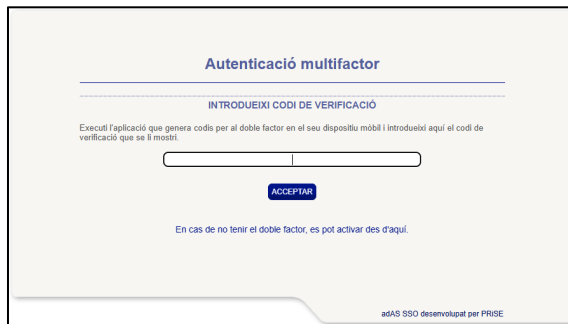 Autenticació multifactor
INTRODUEIXI CODI DE VERIFICACIÓ
Executi l'aplicació que genera codis per al doble factor en el seu dispositiu mòbil i introdueixi aquí el codi de
verificació que se li mostri.
ACCEPTAR
En cas de no tenir el doble factor, es pot activar des d'aquí.
adAS SSO desenvolupat per PRiSE